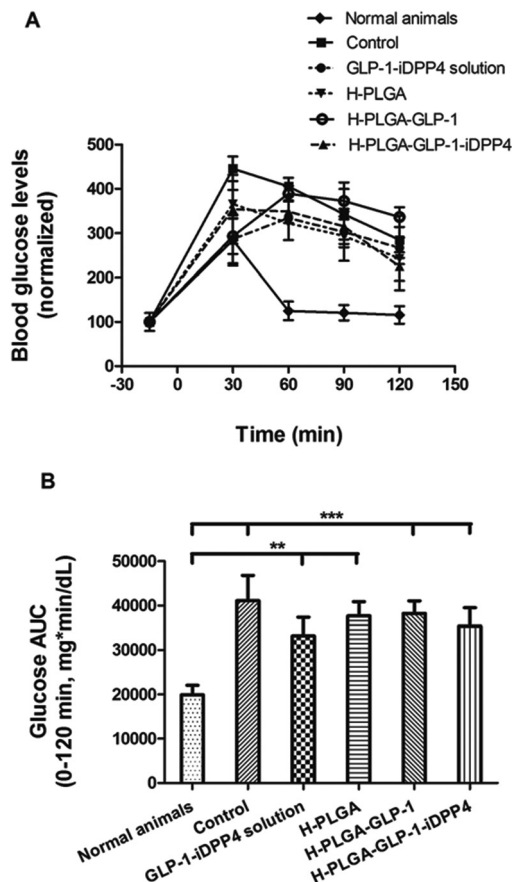 A
Normal animals
Control
GLP-1-iDPP4 solution
H-PLGA
H-PLGA-GLP-1
H-PLGA-GLP-1-iDPP4
Blood glucose levels
(normalized)
500
400
300
200
100
0
-30
0
30
60
90
120
150
Time (min)
B
***
**
Glucose AUC
(0-120 min, mg*min/dL)
50000
40000
30000
20000
10000
0
Normal animals
Control
GLP-1-iDPP4 solution
H-PLGA
H-PLGA-GLP-1
H-PLGA-GLP-1-iDPP4